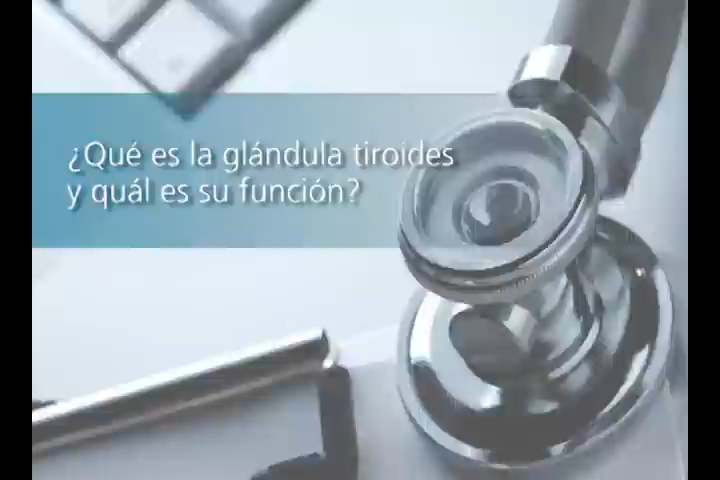 ¿Qué es la glándula tiroides
y quál es su función?